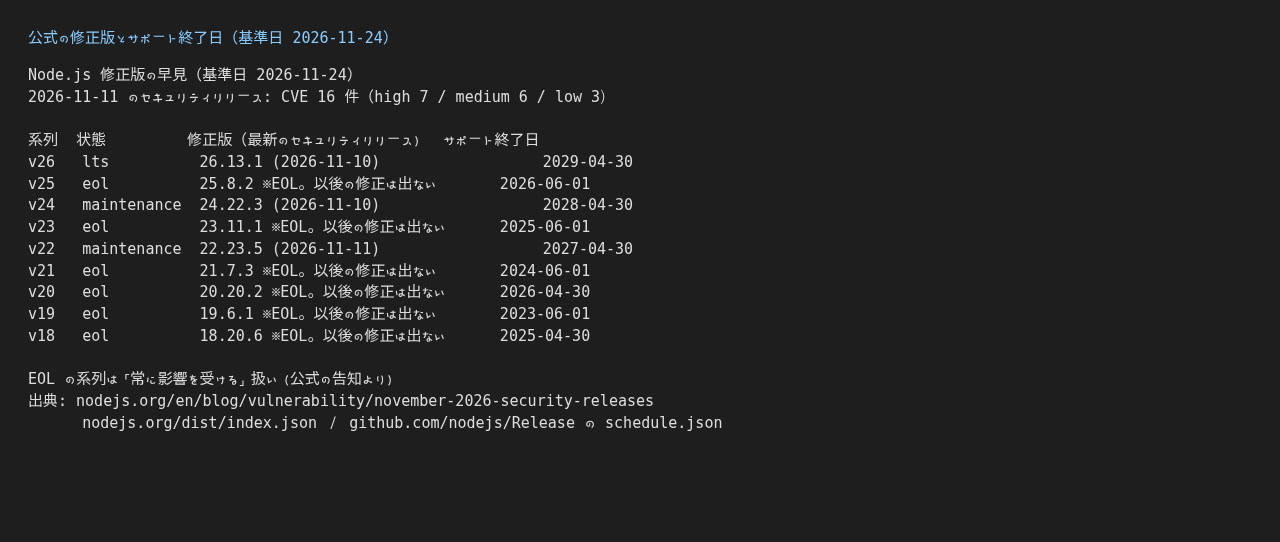 公式の修正版とサポート終了日（基準日 2026-11-24）
Node.js 修正版の早見（基準日 2026-11-24）
2026-11-11 のセキュリティリリース: CVE 16 件（high 7 / medium 6 / low 3）
系列 状態 修正版（最新のセキュリティリリース） サポート終了日
v26 lts 26.13.1 (2026-11-10) 2029-04-30
v25 eol 25.8.2 ※EOL。以後の修正は出ない 2026-06-01
v24 maintenance 24.22.3 (2026-11-10) 2028-04-30
v23 eol 23.11.1 ※EOL。以後の修正は出ない 2025-06-01
v22 maintenance 22.23.5 (2026-11-11) 2027-04-30
v21 eol 21.7.3 ※EOL。以後の修正は出ない 2024-06-01
v20 eol 20.20.2 ※EOL。以後の修正は出ない 2026-04-30
v19 eol 19.6.1 ※EOL。以後の修正は出ない 2023-06-01
v18 eol 18.20.6 ※EOL。以後の修正は出ない 2025-04-30
EOL の系列は「常に影響を受ける」扱い（公式の告知より）
出典: nodejs.org/en/blog/vulnerability/november-2026-security-releases
nodejs.org/dist/index.json / github.com/nodejs/Release の schedule.json